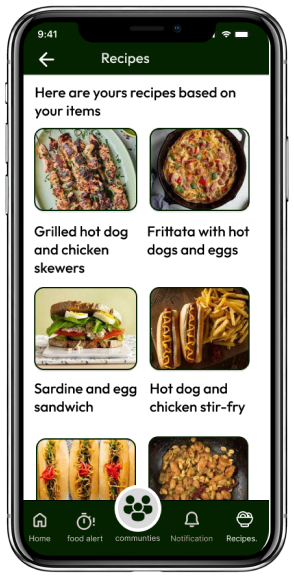 9:41
Recipes
Here are yours recipes based on
your items
Grilled hot dog
and chicken
skewers
Frittata with hot
dogs and eggs
Sardine and egg
sandwich
Hot dog and
chicken stir-fry
Home food alert communties Notification Recipes.